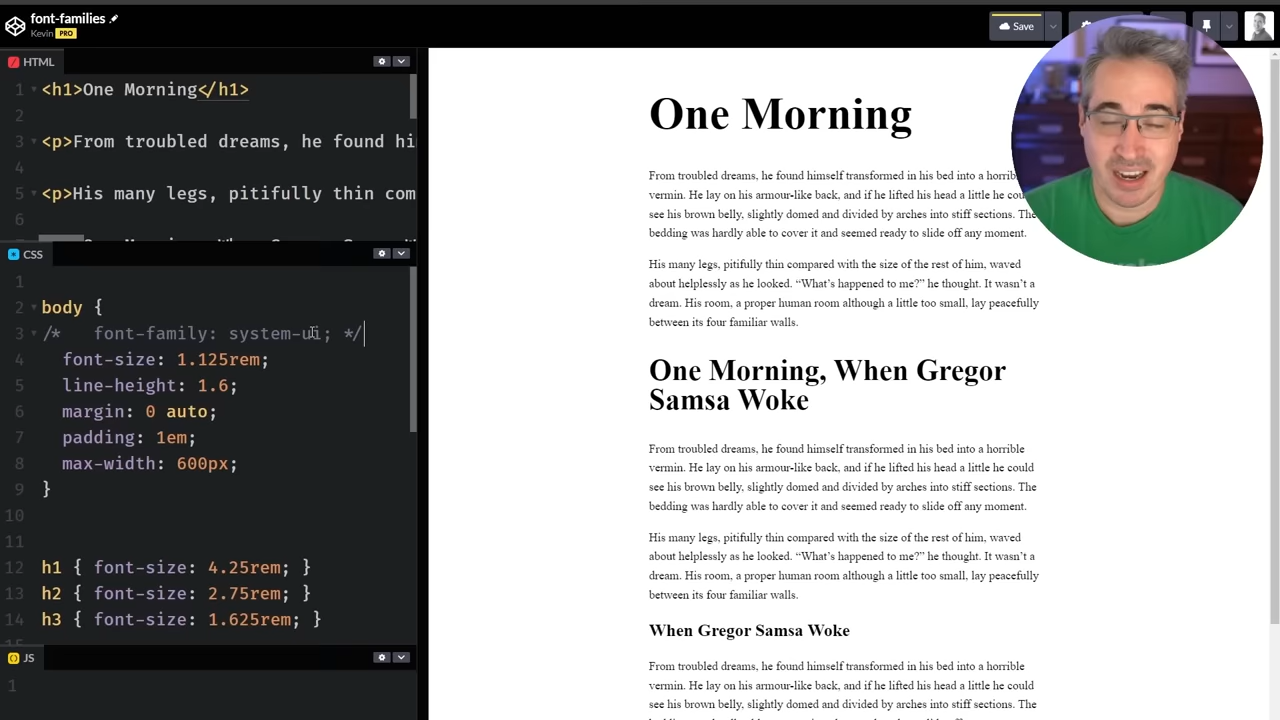 font-families
Kevin PRO
Save
HTML
1 <h1>One Morning</h1>
2
3 <p>From troubled dreams, he found hi
4
5 <p>His many legs, pitifully thin com
6
CSS
1
2 body {
3 /* font-family: system-ui; */
4 font-size: 1.125rem;
5 line-height: 1.6;
6 margin: 0 auto;
7 padding: 1em;
8 max-width: 600px;
9 }
10
11
12 h1 { font-size: 4.25rem; }
13 h2 { font-size: 2.75rem; }
14 h3 { font-size: 1.625rem; }
JS
1
One Morning
From troubled dreams, he found himself transformed in his bed into a horrible
vermin. He lay on his armour-like back, and if he lifted his head a little he could
see his brown belly, slightly domed and divided by arches into stiff sections. The
bedding was hardly able to cover it and seemed ready to slide off any moment.
His many legs, pitifully thin compared with the size of the rest of him, waved
about helplessly as he looked. “What’s happened to me?” he thought. It wasn’t a
dream. His room, a proper human room although a little too small, lay peacefully
between its four familiar walls.
One Morning, When Gregor
Samsa Woke
From troubled dreams, he found himself transformed in his bed into a horrible
vermin. He lay on his armour-like back, and if he lifted his head a little he could
see his brown belly, slightly domed and divided by arches into stiff sections. The
bedding was hardly able to cover it and seemed ready to slide off any moment.
His many legs, pitifully thin compared with the size of the rest of him, waved
about helplessly as he looked. “What’s happened to me?” he thought. It wasn’t a
dream. His room, a proper human room although a little too small, lay peacefully
between its four familiar walls.
When Gregor Samsa Woke
From troubled dreams, he found himself transformed in his bed into a horrible
vermin. He lay on his armour-like back, and if he lifted his head a little he could
see his brown belly, slightly domed and divided by arches into stiff sections. The